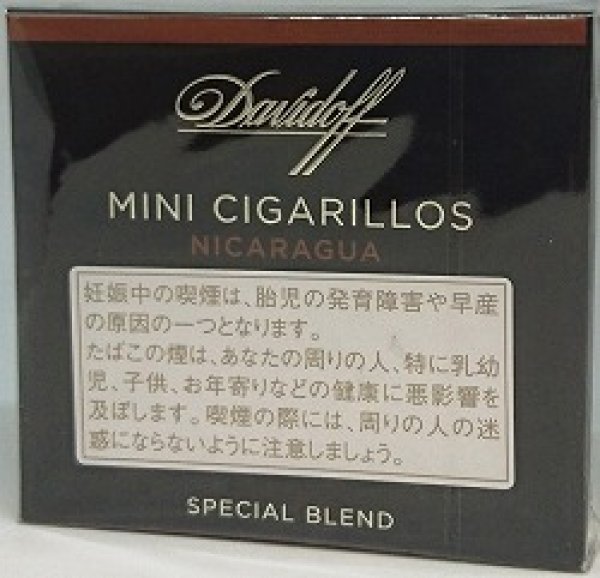 Davidoff
MINI CIGARILLOS
NICARAGUA
妊娠中の喫煙は、胎児の発育障害や早産
の原因の一つとなります。
たばこの煙は、あなたの周りの人、特に乳幼
児、子供、お年寄りなどの健康に悪影響を
及ぼします。喫煙の際には、周りの人の迷
惑にならないように注意しましょう。
SPECIAL BLEND